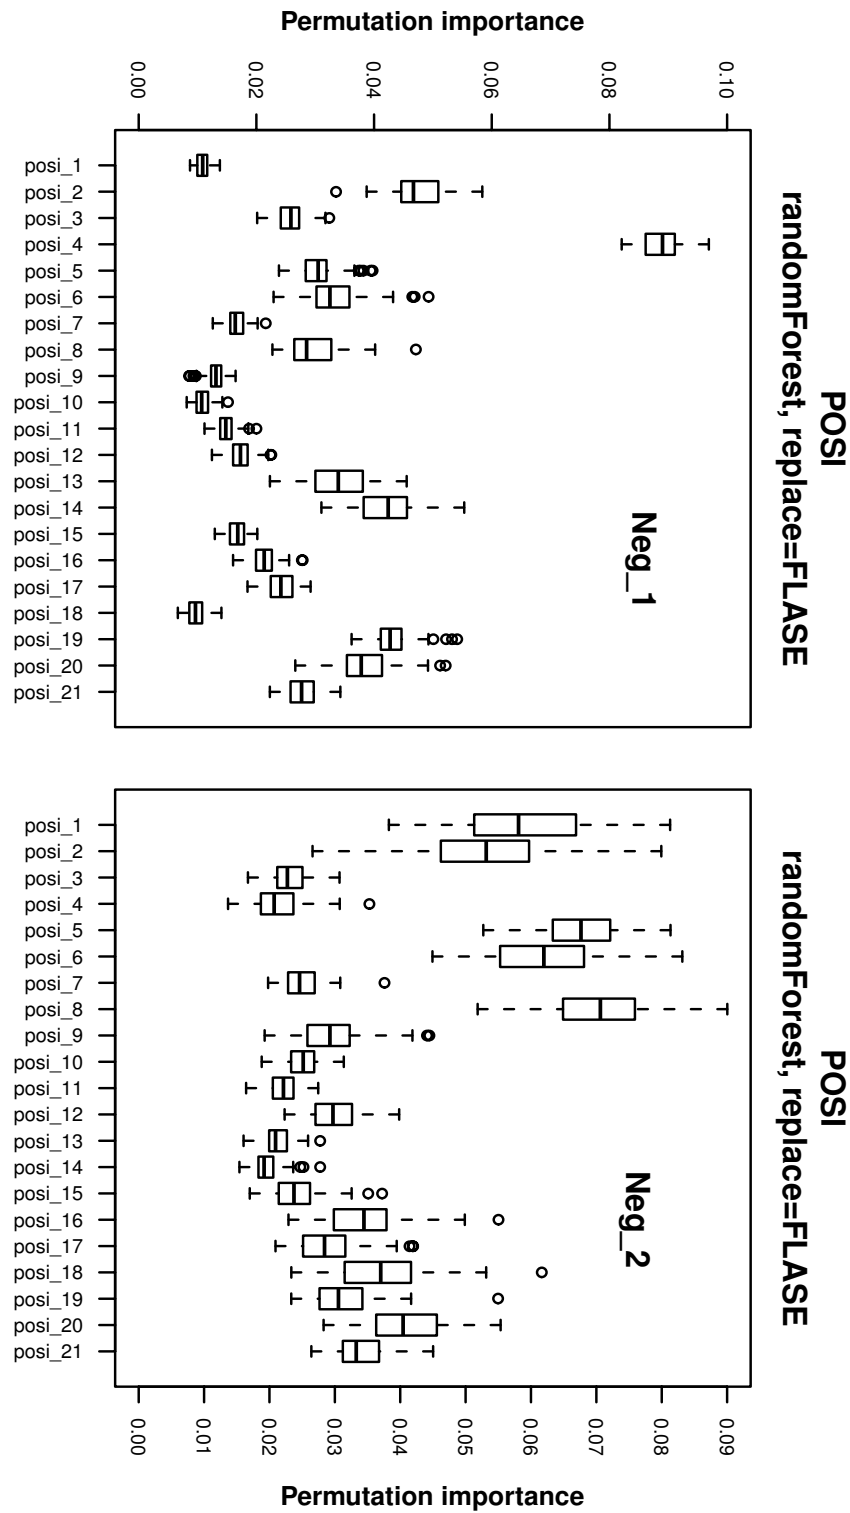 Permutation importance
0.00
0.02
0.04
0.06
0.08
0.10
posi_1
posi_2
posi_3
posi_4
posi_5
posi_6
posi_7
posi_8
posi_9
posi_10
posi_11
posi_12
posi_13
posi_14
posi_15
posi_16
posi_17
posi_18
posi_19
posi_20
posi_21
POSI
randomForest, replace=FLASE
Neg_1
posi_1
posi_2
posi_3
posi_4
posi_5
posi_6
posi_7
posi_8
posi_9
posi_10
posi_11
posi_12
posi_13
posi_14
posi_15
posi_16
posi_17
posi_18
posi_19
posi_20
posi_21
POSI
randomForest, replace=FLASE
Neg_2
0.00
0.01
0.02
0.03
0.04
0.05
0.06
0.07
0.08
0.09
Permutation importance